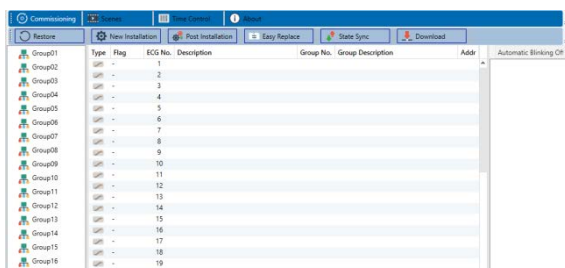 Commissioning Scenes Time Control About
Restore New Installation Post Installation Easy Replace State Sync Download
Type Flag ECG No. Description Group No. Group Description Addr Automatic Blinking Off
Group01 - 1
Group02 - 2
Group03 - 3
Group04 - 4
Group05 - 5
Group06 - 6
Group07 - 7
Group08 - 8
Group09 - 9
Group10 - 10
Group11 - 11
Group12 - 12
Group13 - 13
Group14 - 14
Group15 - 15
Group16 - 16
- 17
- 18
- 19